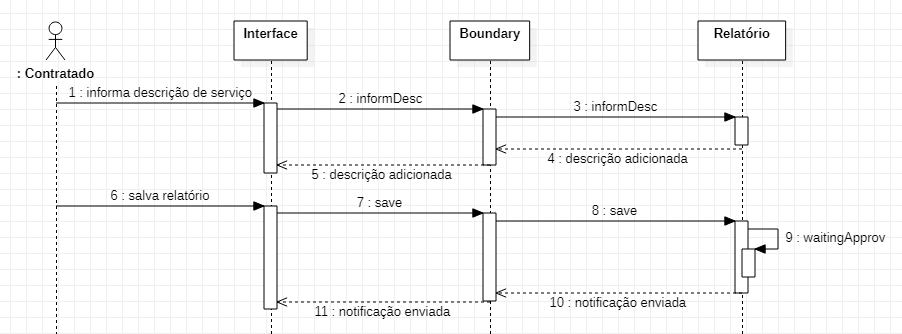 Interface
Boundary
Relatório
: Contratado
1 : informa descrição de serviço
2 : informDesc
3 : informDesc
4 : descrição adicionada
5 : descrição adicionada
6 : salva relatório
7 : save
8 : save
9 : waitingApprov
10 : notificação enviada
11 : notificação enviada